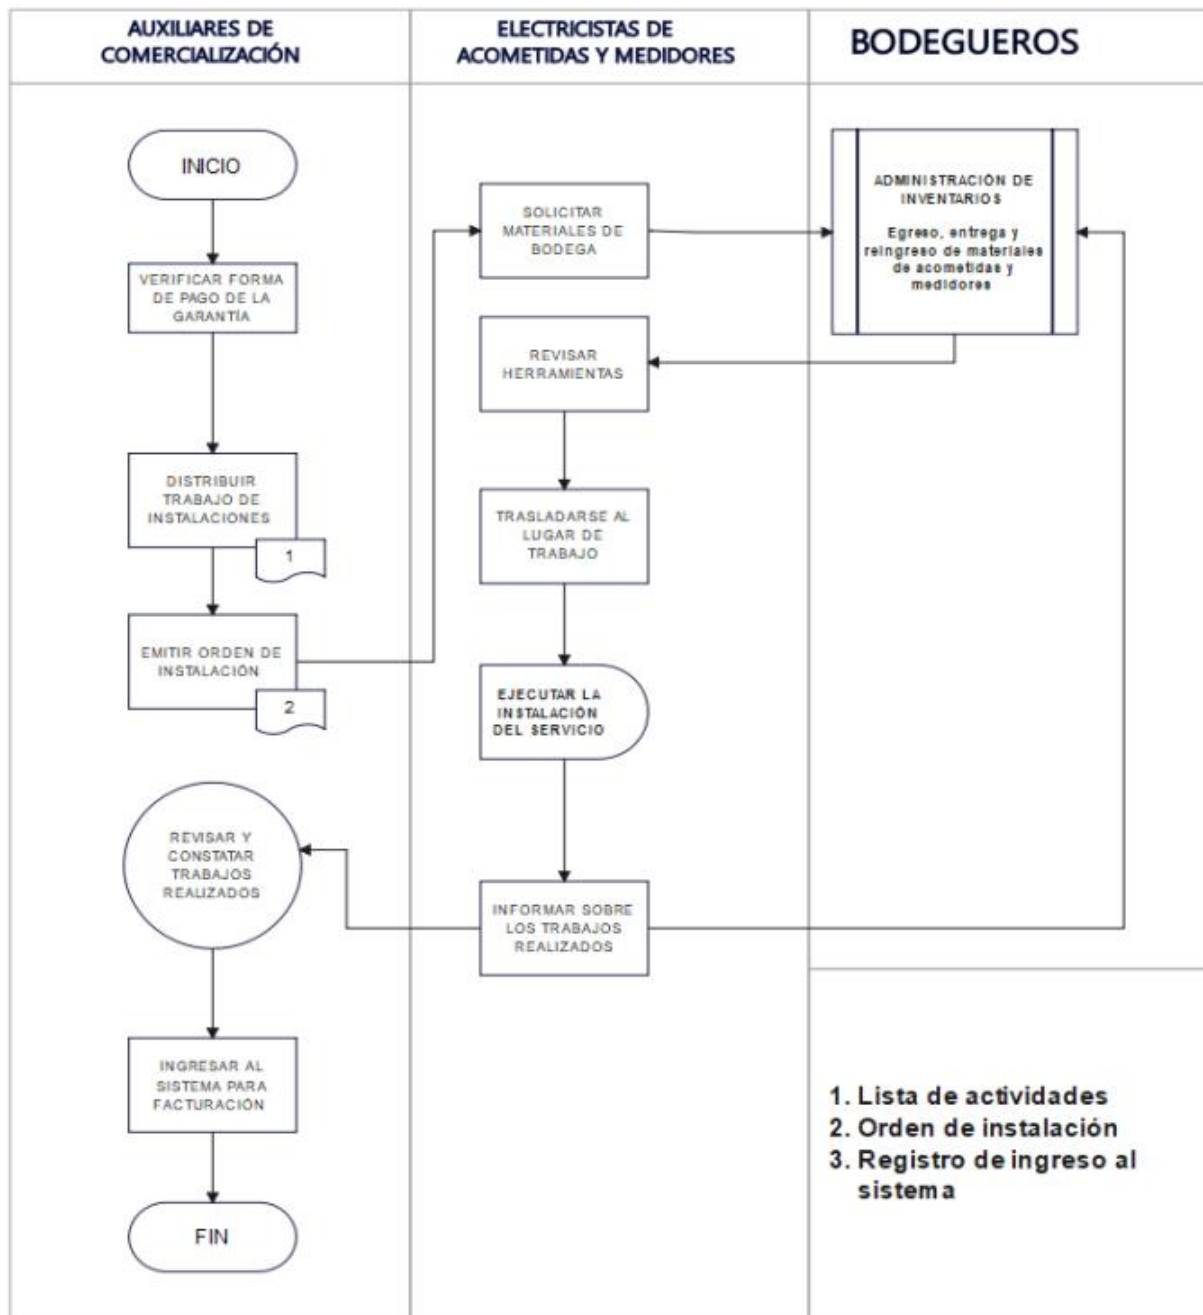 AUXILIARES DE
COMERCIALIZACIÓN
ELECTRICISTAS DE
ACOMETIDAS Y MEDIDORES
BODEGUEROS
INICIO
VERIFICAR FORMA
DE PAGO DE LA
GARANTÍA
DISTRIBUIR
TRABAJO DE
INSTALACIONES
1
EMITIR ORDEN DE
INSTALACIÓN
2
REVISAR Y
CONSTATAR
TRABAJOS
REALIZADOS
INGRESAR AL
SISTEMA PARA
FACTURACIÓN
FIN
SOLICITAR
MATERIALES DE
BODEGA
REVISAR
HERRAMIENTAS
TRASLADARSE AL
LUGAR DE
TRABAJO
EJECUTAR LA
INSTALACIÓN
DEL SERVICIO
INFORMAR SOBRE
LOS TRABAJOS
REALIZADOS
ADMINISTRACIÓN DE
INVENTARIOS
Egreso, entrega y
reingreso de materiales
de acometidas y
medidores
1. Lista de actividades
2. Orden de instalación
3. Registro de ingreso al
sistema